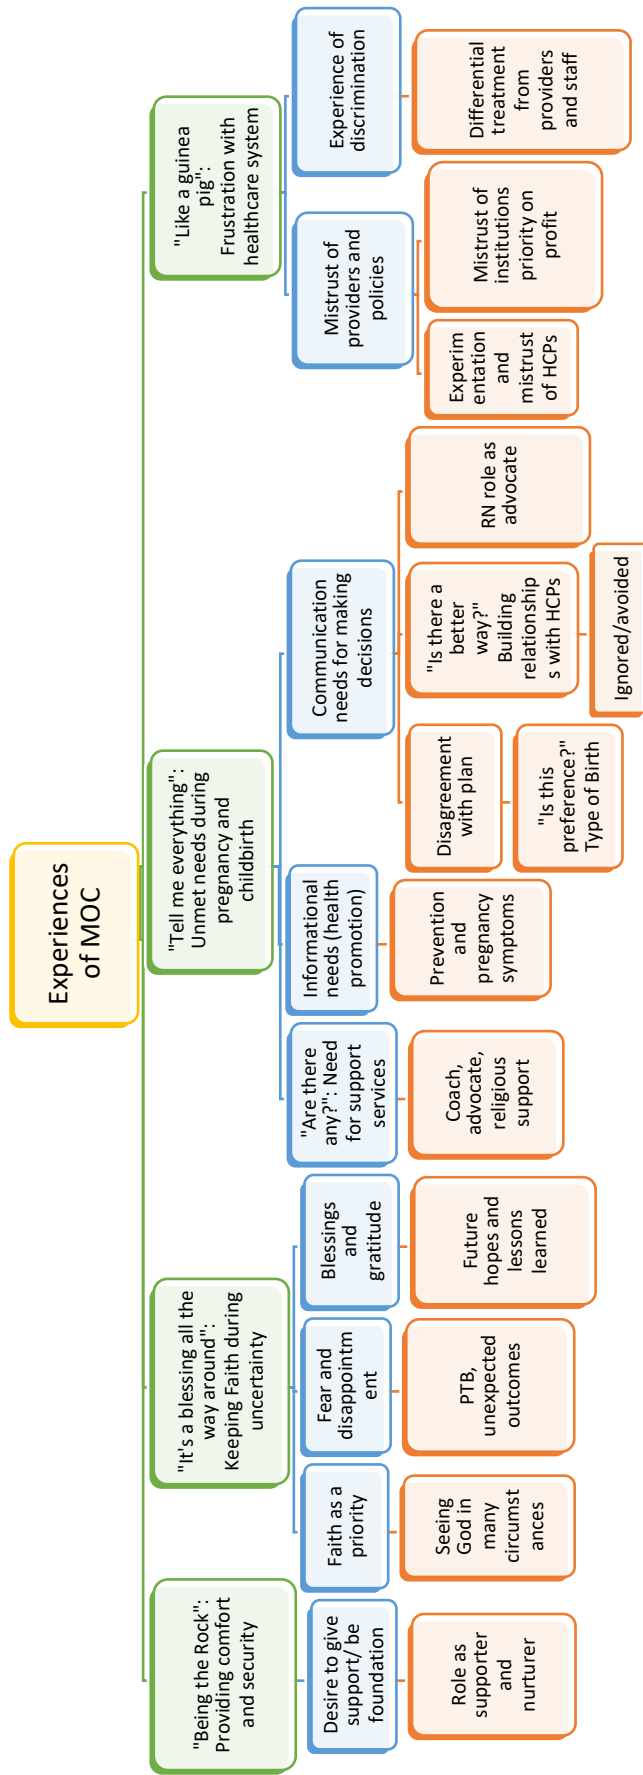 Experiences
of MOC
"Being the Rock":
Providing comfort
and security
"It's a blessing all the
way around":
Keeping Faith during
uncertainty
"Tell me everything":
Unmet needs during
pregnancy and
childbirth
"Like a guinea
pig":
Frustration with
healthcare system
Desire to give
support/ be
foundation
Faith as a
priority
Fear and
disappointm
ent
Blessings
and
gratitude
"Are there
any?": Need
for support
services
Informational
needs (health
promotion)
Communication
needs for making
decisions
Mistrust of
providers and
policies
Experience of
discrimination
Role as
supporter
and
nurturer
Seeing
God in
many
circumst
ances
PTB,
unexpected
outcomes
Future
hopes and
lessons
learned
Coach,
advocate,
religious
support
Prevention
and
pregnancy
symptoms
Disagreement
with plan
"Is there a
better
way?"
Building
relationship
s with HCPs
RN role as
advocate
Experim
entation
and
mistrust
of HCPs
Mistrust of
institutions
priority on
profit
Differential
treatment
from
providers
and staff
"Is this
preference?"
Type of Birth
Ignored/avoided